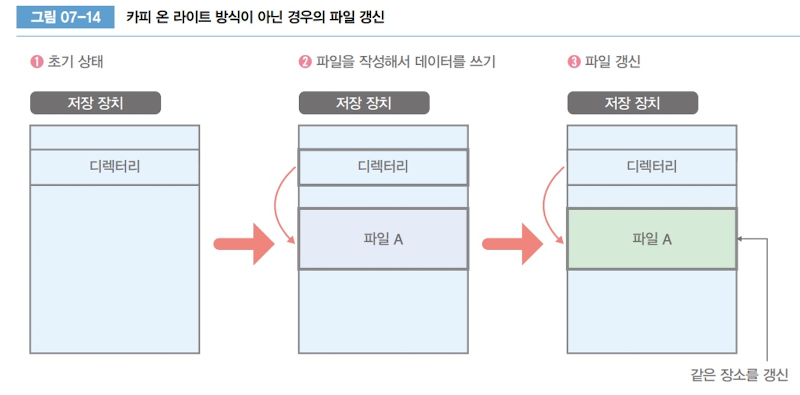 그림 07-14 카피 온 라이트 방식이 아닌 경우의 파일 갱신
1 초기 상태
2 파일을 작성해서 데이터를 쓰기
3 파일 갱신
저장 장치
저장 장치
저장 장치
디렉터리
디렉터리
디렉터리
파일 A
파일 A
같은 장소를 갱신